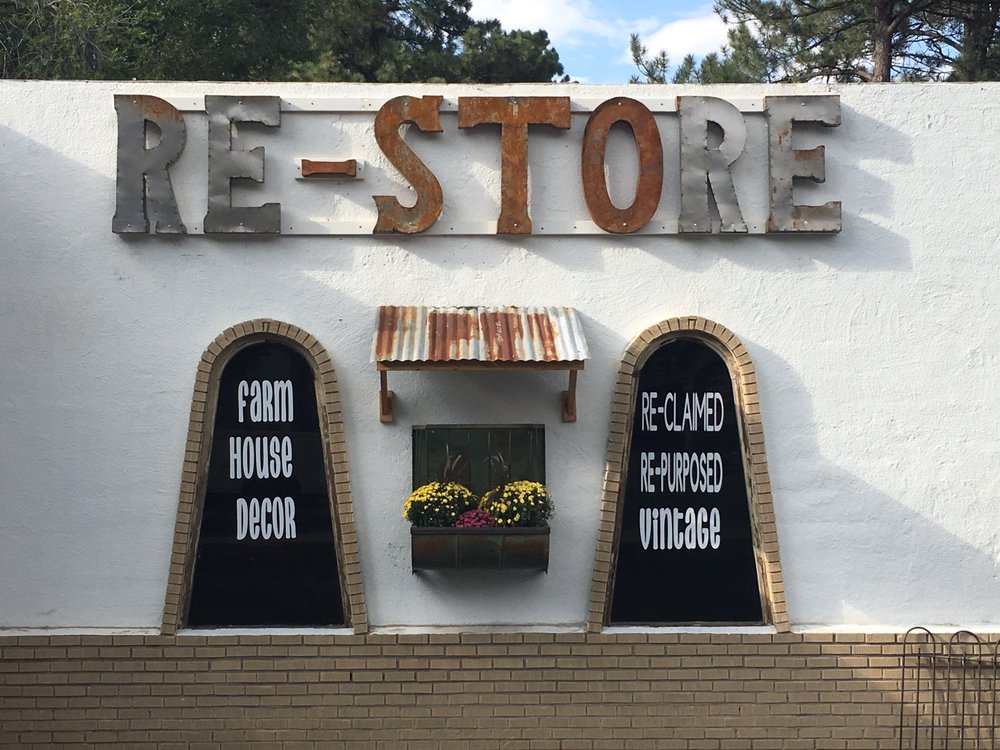 RE-STORE
FARM
HOUSE
DECOR
RE-CLAIMED
RE-PURPOSED
VINTAGE